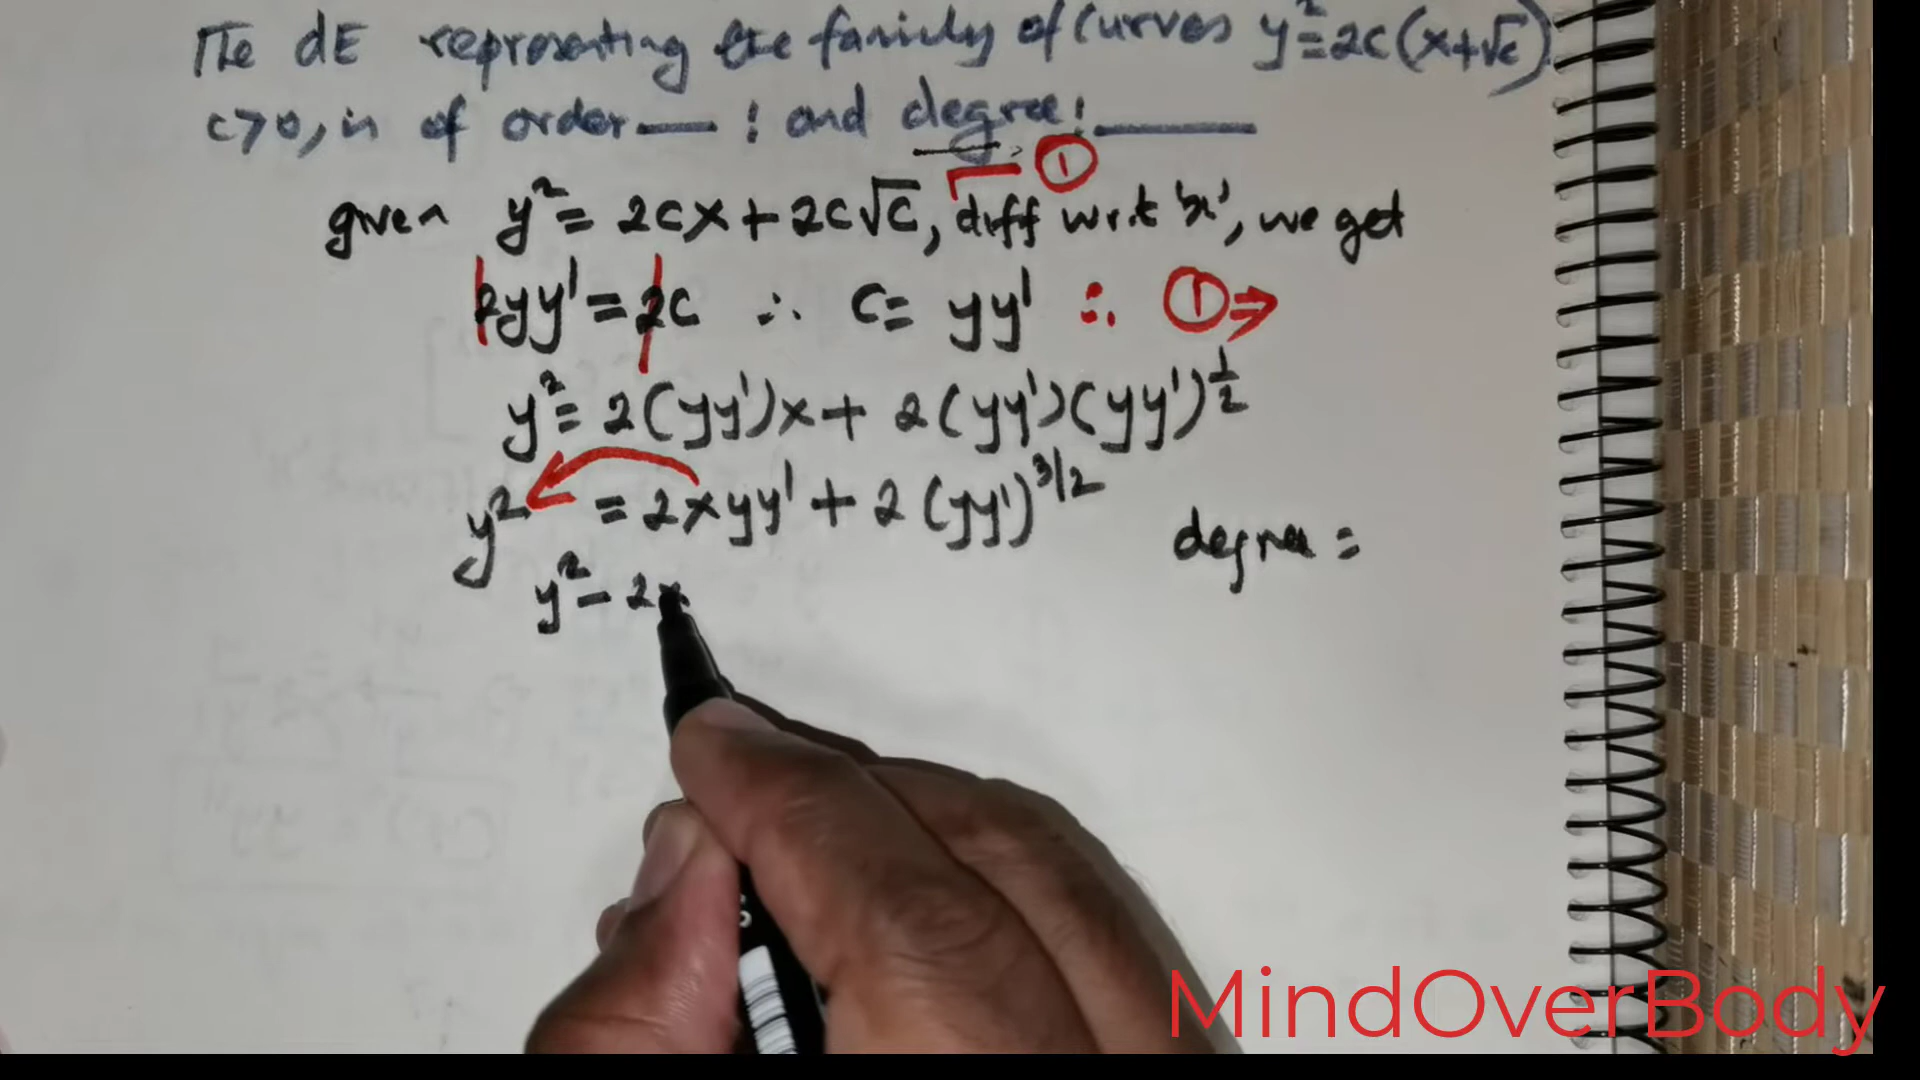 The dE representing the family of curves y²=2c(x+√c)
c>0, is of order___ ; and degree: ____
①
given y² = 2cx + 2c√c, diff w.r.t 'x', we get
2yy' = 2c ∴ c = yy' ∴ ① ⇒
y² = 2(yy')x + 2(yy')(yy')^1/2
y² = 2xyy' + 2(yy')^3/2
degree =
y² - 2x
MindOverBody